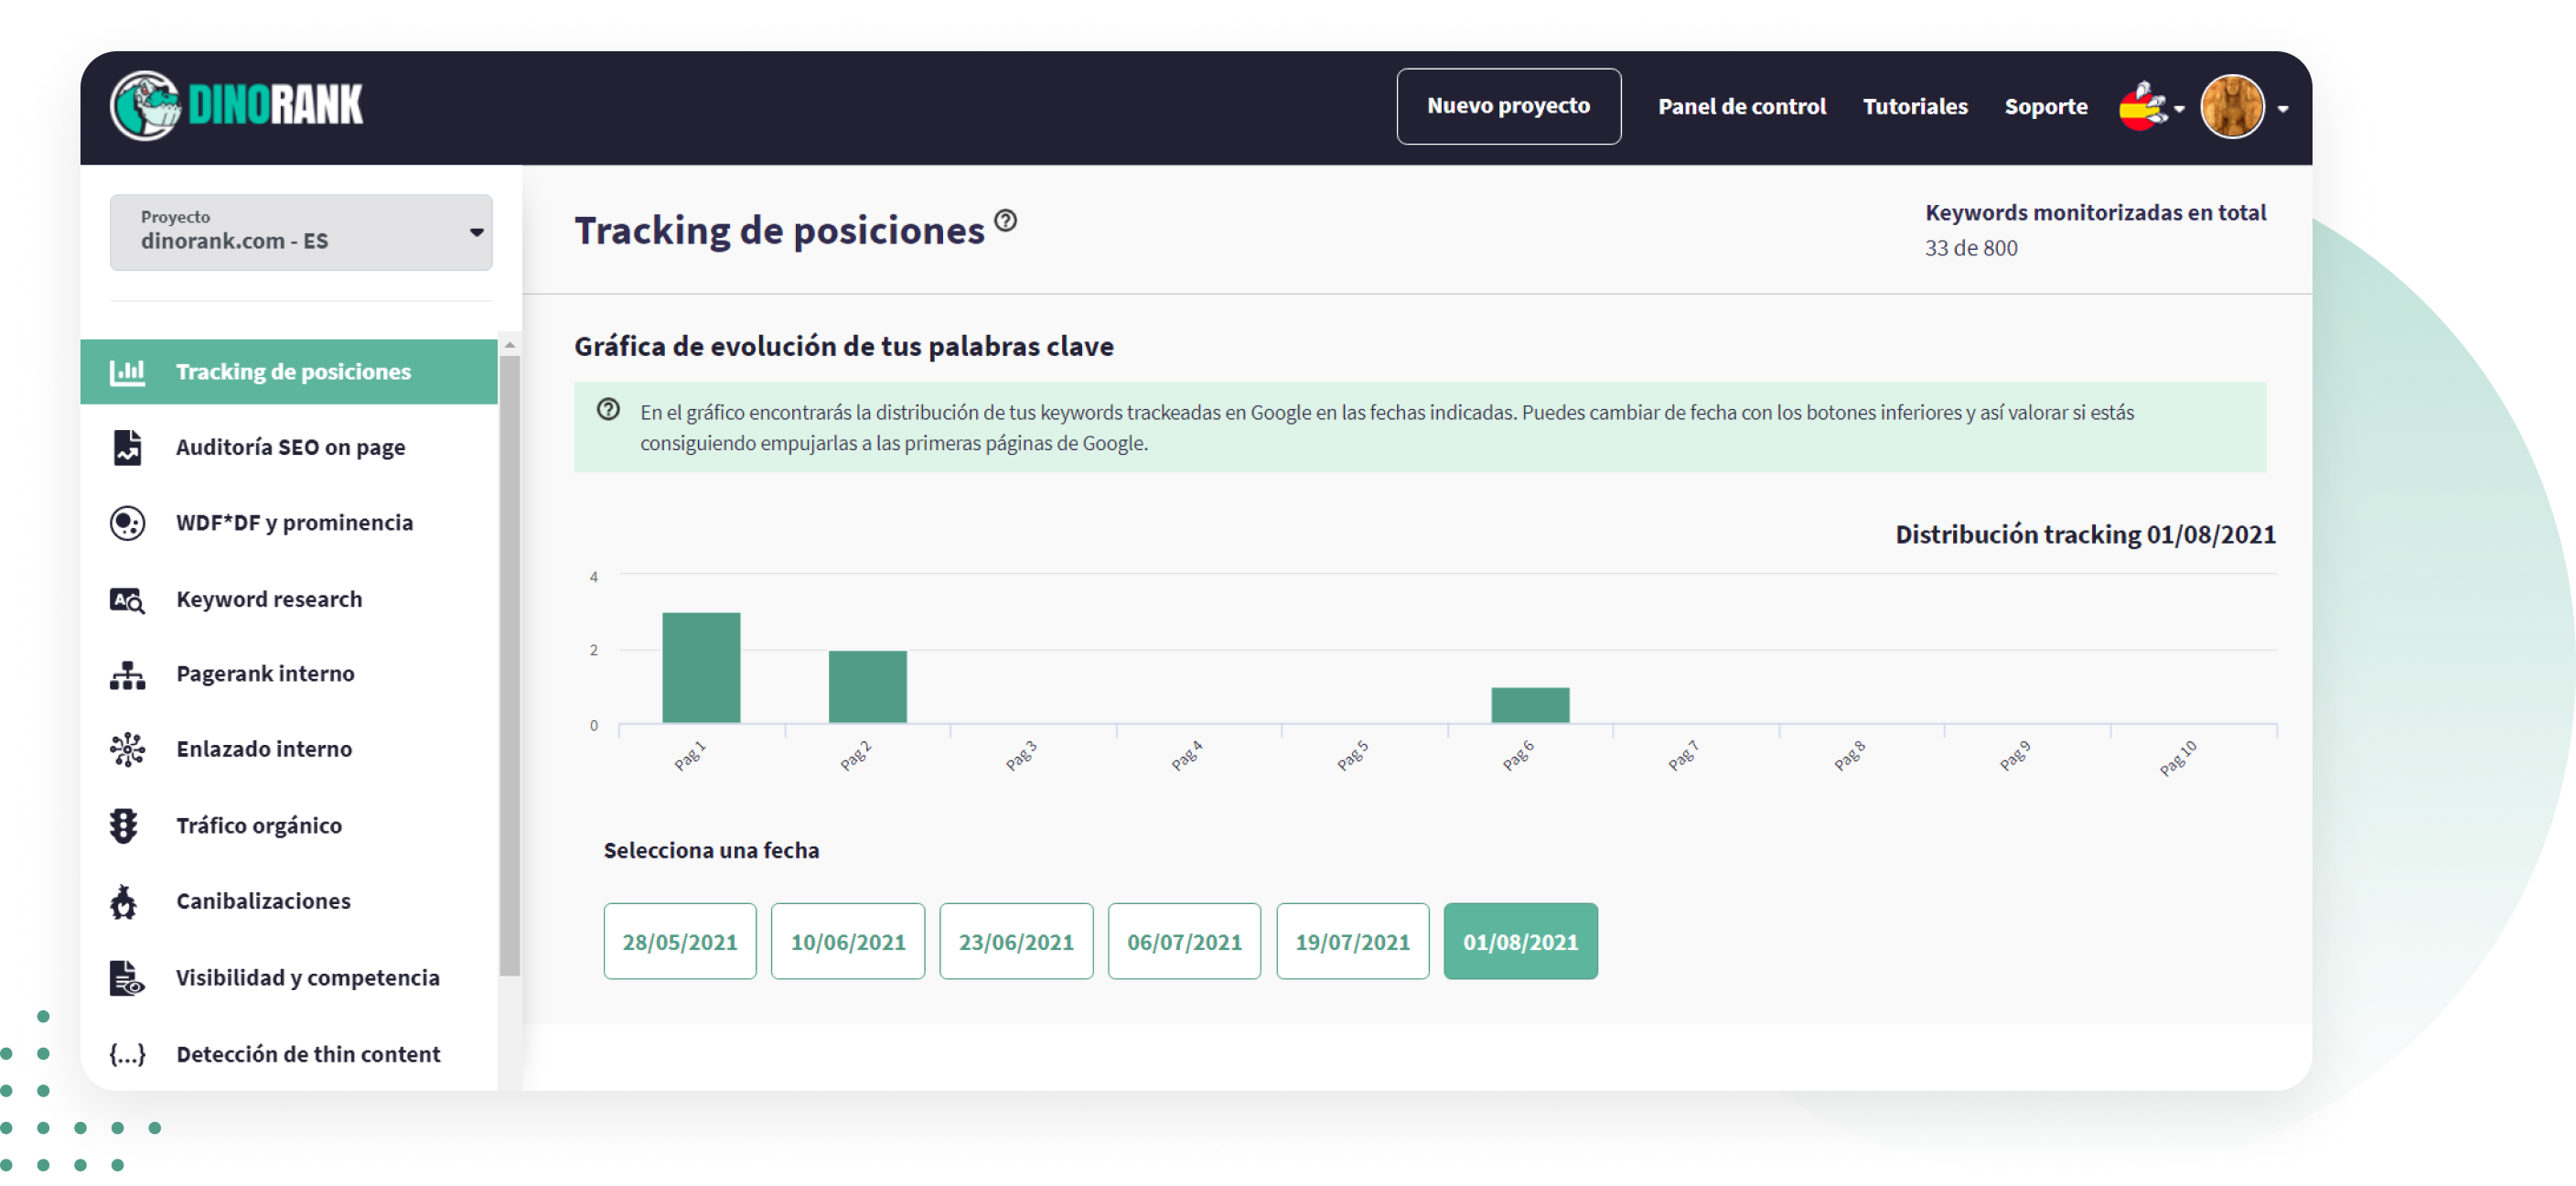 DINORANK
Nuevo proyecto
Panel de control
Tutoriales
Soporte
Proyecto
dinorank.com - ES
Tracking de posiciones
Auditoría SEO on page
WDF*DF y prominencia
Keyword research
Pagerank interno
Enlazado interno
Tráfico orgánico
Canibalizaciones
Visibilidad y competencia
{...} Detección de thin content
Tracking de posiciones ?
Keywords monitorizadas en total
33 de 800
Gráfica de evolución de tus palabras clave
? En el gráfico encontrarás la distribución de tus keywords trackeadas en Google en las fechas indicadas. Puedes cambiar de fecha con los botones inferiores y así valorar si estás
consiguiendo empujarlas a las primeras páginas de Google.
Distribución tracking 01/08/2021
4
2
0
Pag 1
Pag 2
Pag 3
Pag 4
Pag 5
Pag 6
Pag 7
Pag 8
Pag 9
Pag 10
Selecciona una fecha
28/05/2021
10/06/2021
23/06/2021
06/07/2021
19/07/2021
01/08/2021